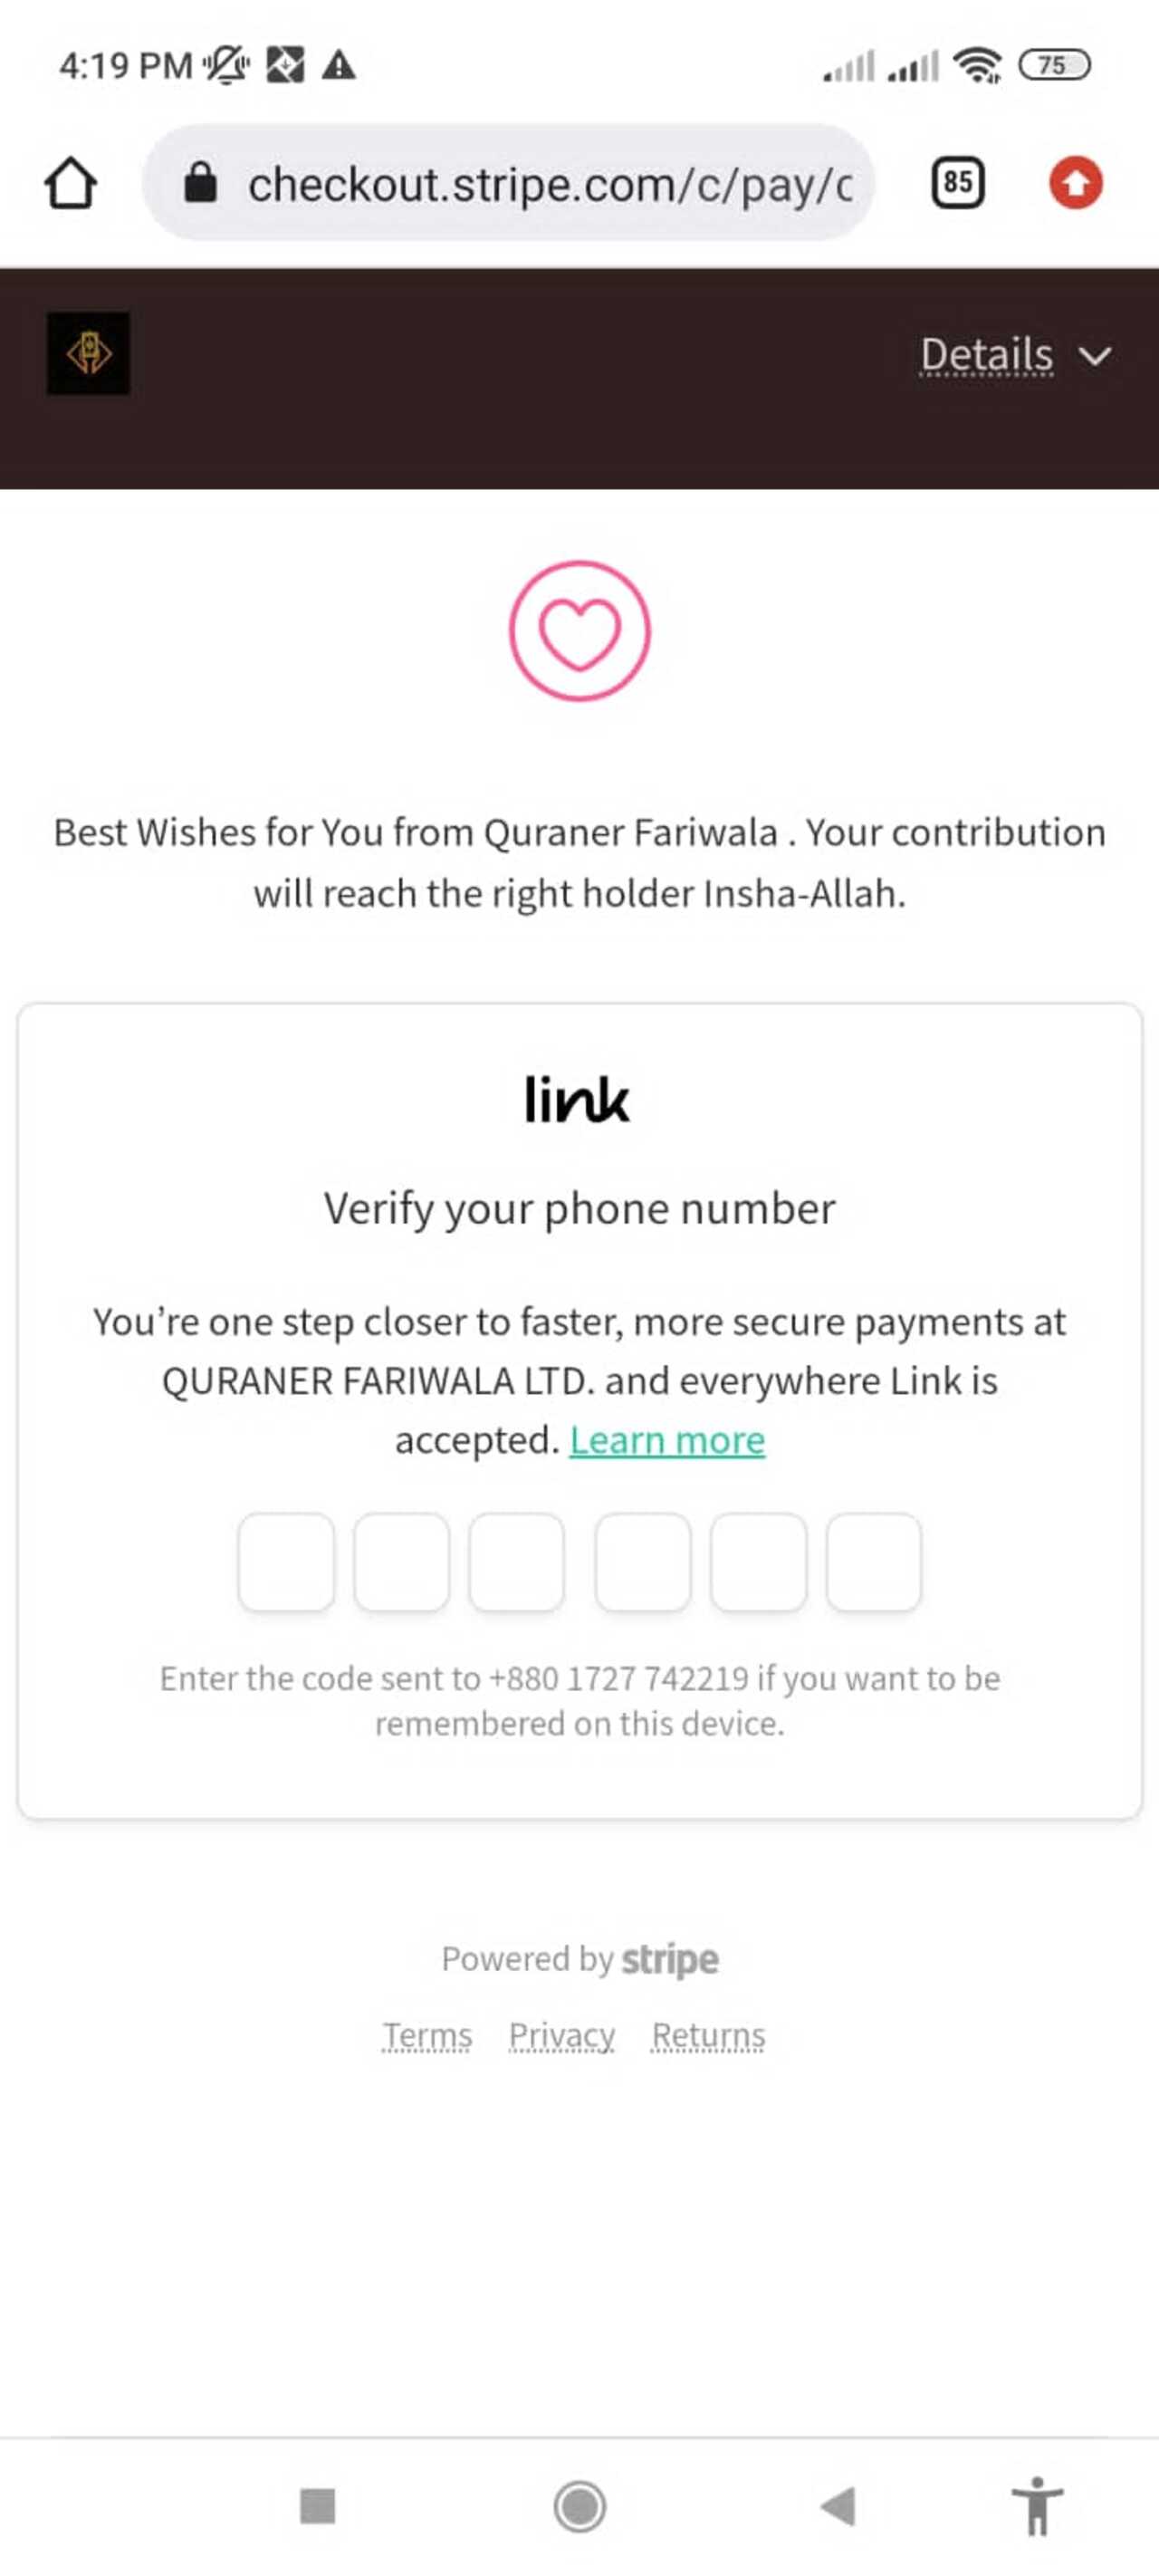 4:19 PM
75
checkout.stripe.com/c/pay/c
85
Details
Best Wishes for You from Quraner Fariwala . Your contribution
will reach the right holder Insha-Allah.
link
Verify your phone number
You’re one step closer to faster, more secure payments at
QURANER FARIWALA LTD. and everywhere Link is
accepted. Learn more
Enter the code sent to +880 1727 742219 if you want to be
remembered on this device.
Powered by stripe
Terms Privacy Returns